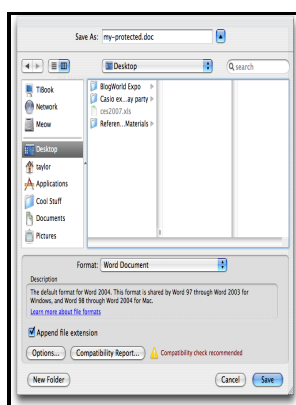 Save As: my-protected.doc
Desktop
search
TiBook
Network
Meow
Desktop
taylor
Applications
Cool Stuff
Documents
Pictures
BlogWorld Expo
Casio ex...ay party
ces2007.xls
Referen...Materials
Format: Word Document
Description
The default format for Word 2004. This format is shared by Word 97 through Word 2003 for
Windows, and Word 98 through Word 2004 for Mac.
Learn more about file formats
Append file extension
Options... Compatibility Report... Compatibility check recommended
New Folder Cancel Save